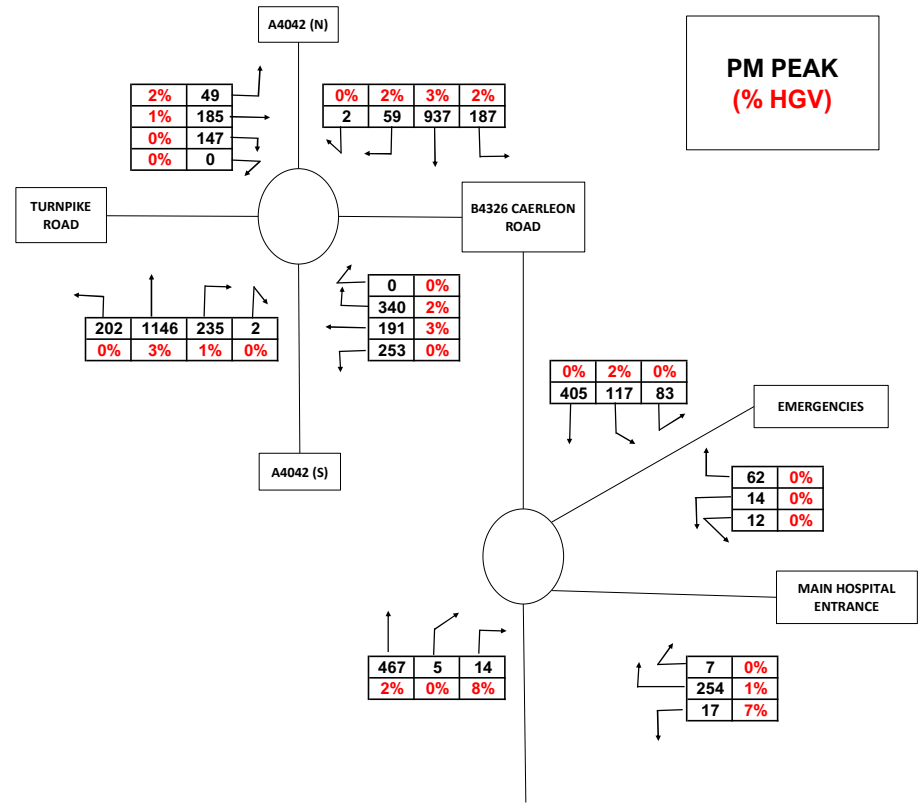 A4042 (N)
PM PEAK
(% HGV)
2% 49
1% 185
0% 147
0% 0
0% 2% 3% 2%
2 59 937 187
TURNPIKE
ROAD
B4326 CAERLEON
ROAD
202 1146 235 2
0% 3% 1% 0%
0 0%
340 2%
191 3%
253 0%
A4042 (S)
0% 2% 0%
405 117 83
EMERGENCIES
62 0%
14 0%
12 0%
MAIN HOSPITAL
ENTRANCE
467 5 14
2% 0% 8%
7 0%
254 1%
17 7%